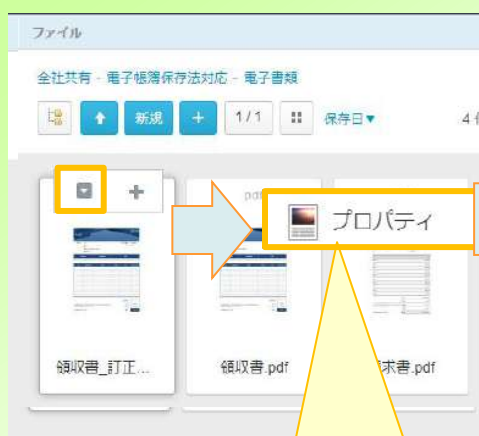 ファイル
全社共有 - 電子帳簿保存法対応 - 電子書類
新規 + 1/1 保存日▼ 4
+ pdf
プロパティ
領収書_訂正... 領収書.pdf 求書.pdf